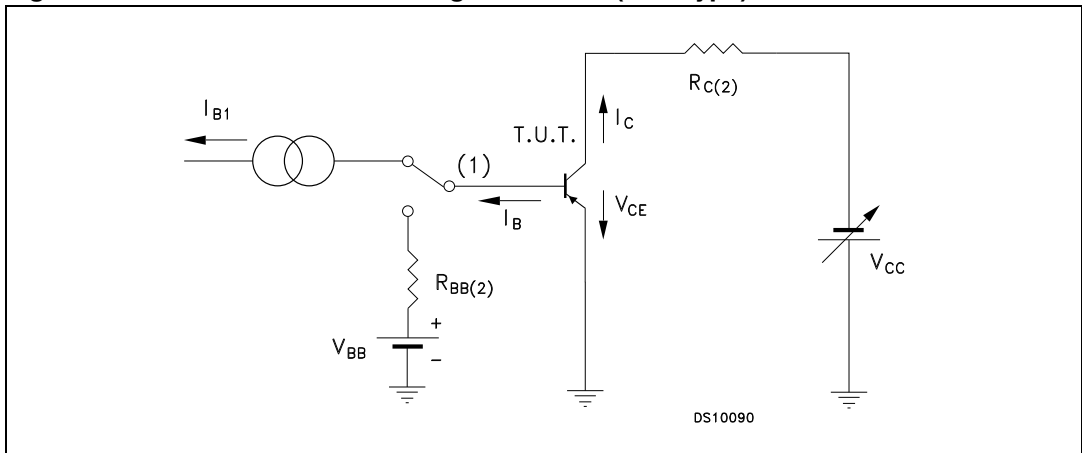 I_B1
T.U.T.
I_C
R_C(2)
(1)
V_CE
I_B
V_CC
R_BB(2)
+
V_BB
-
DS10090